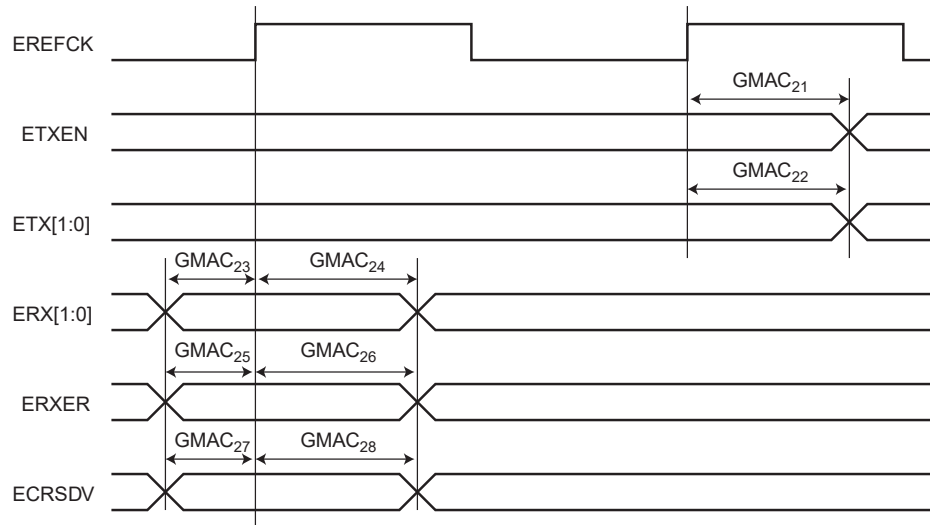 EREFCK
GMAC21
ETXEN
GMAC22
ETX[1:0]
GMAC23 GMAC24
ERX[1:0]
GMAC25 GMAC26
ERXER
GMAC27 GMAC28
ECRSDV